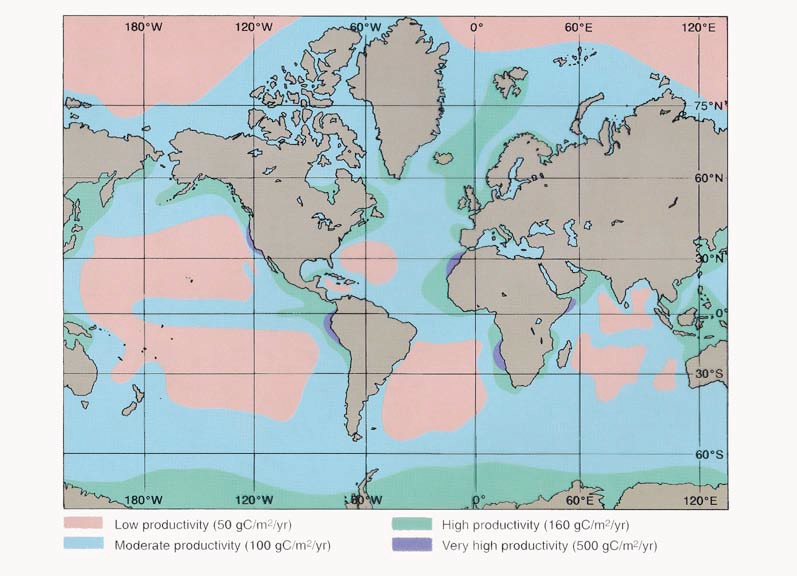 180°W 120°W 60°W 0° 60°E 120°E
75°N
60°N
30°N
0°
30°S
60°S
180°W 120°W 60°W 0° 60°E 120°E
Low productivity (50 gC/m²/yr)
Moderate productivity (100 gC/m²/yr)
High productivity (160 gC/m²/yr)
Very high productivity (500 gC/m²/yr)